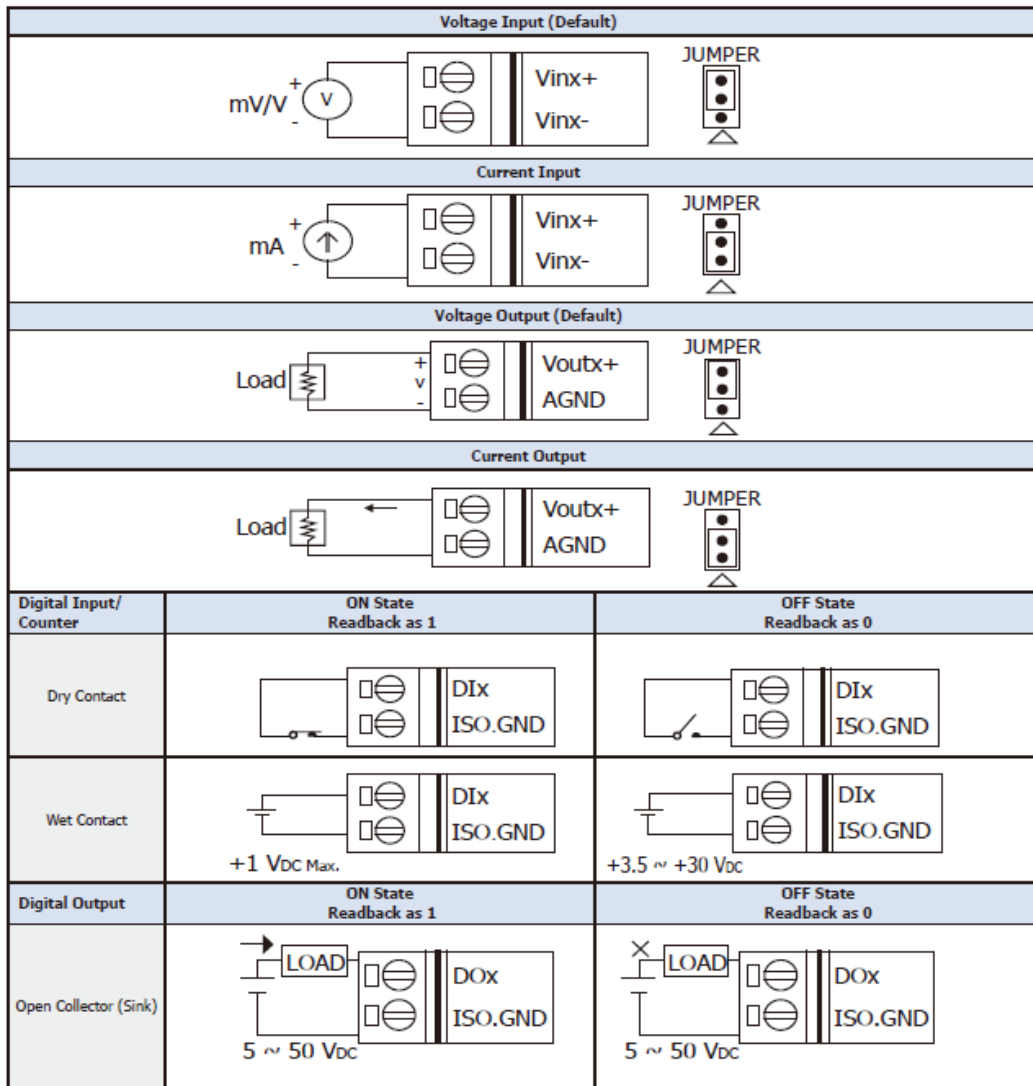 Voltage Input (Default)
mV/V
+
-
V
Vinx+
Vinx-
JUMPER
Current Input
mA
+
-
Vinx+
Vinx-
JUMPER
Voltage Output (Default)
Load
+
v
-
Voutx+
AGND
JUMPER
Current Output
Load
Voutx+
AGND
JUMPER
Digital Input/
Counter
ON State
Readback as 1
OFF State
Readback as 0
Dry Contact
DIx
ISO.GND
DIx
ISO.GND
Wet Contact
DIx
ISO.GND
+1 VDC Max.
DIx
ISO.GND
+3.5 ~ +30 VDC
Digital Output
ON State
Readback as 1
OFF State
Readback as 0
Open Collector (Sink)
LOAD
DOx
ISO.GND
5 ~ 50 VDC
LOAD
DOx
ISO.GND
5 ~ 50 VDC